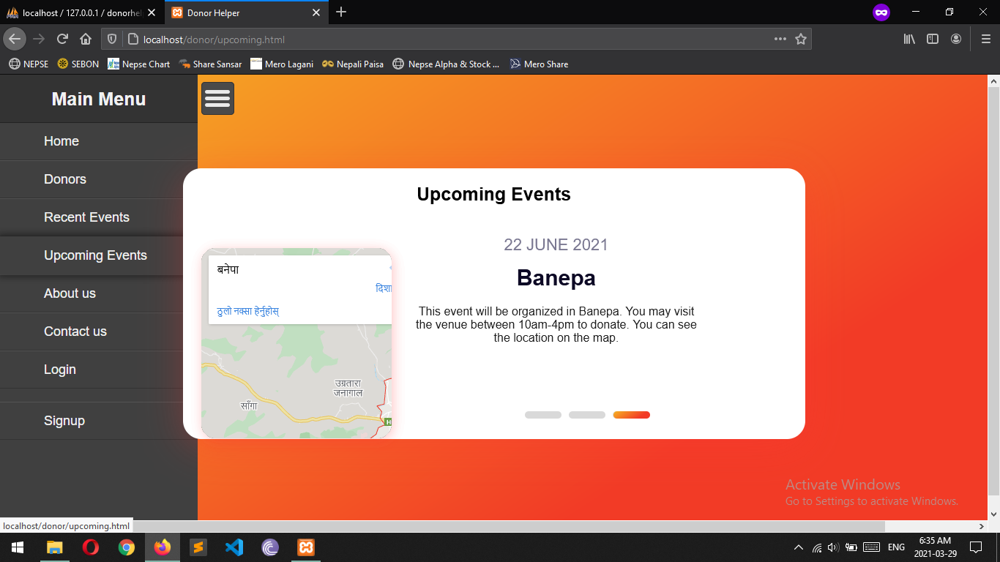 localhost / 127.0.0.1 / donorhel
Donor Helper
localhost/donor/upcoming.html
NEPSE
SEBON
Nepse Chart
Share Sansar
Mero Lagani
Nepali Paisa
Nepse Alpha & Stock ...
Mero Share
Main Menu
Home
Donors
Recent Events
Upcoming Events
About us
Contact us
Login
Signup
Upcoming Events
बनेपा
दिशा
ठुलो नक्सा हेर्नुहोस्
उग्रतारा
जनागाल
साँगा
H
22 JUNE 2021
Banepa
This event will be organized in Banepa. You may visit
the venue between 10am-4pm to donate. You can see
the location on the map.
Activate Windows
Go to Settings to activate Windows.
localhost/donor/upcoming.html
ENG
6:35 AM
2021-03-29